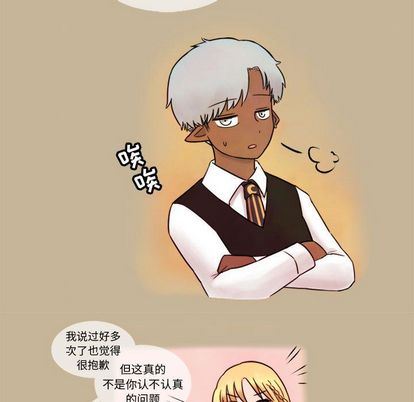 唉
唉
我说过好多
次了也觉得
很抱歉
但这真的
不是你认不认真
的问题